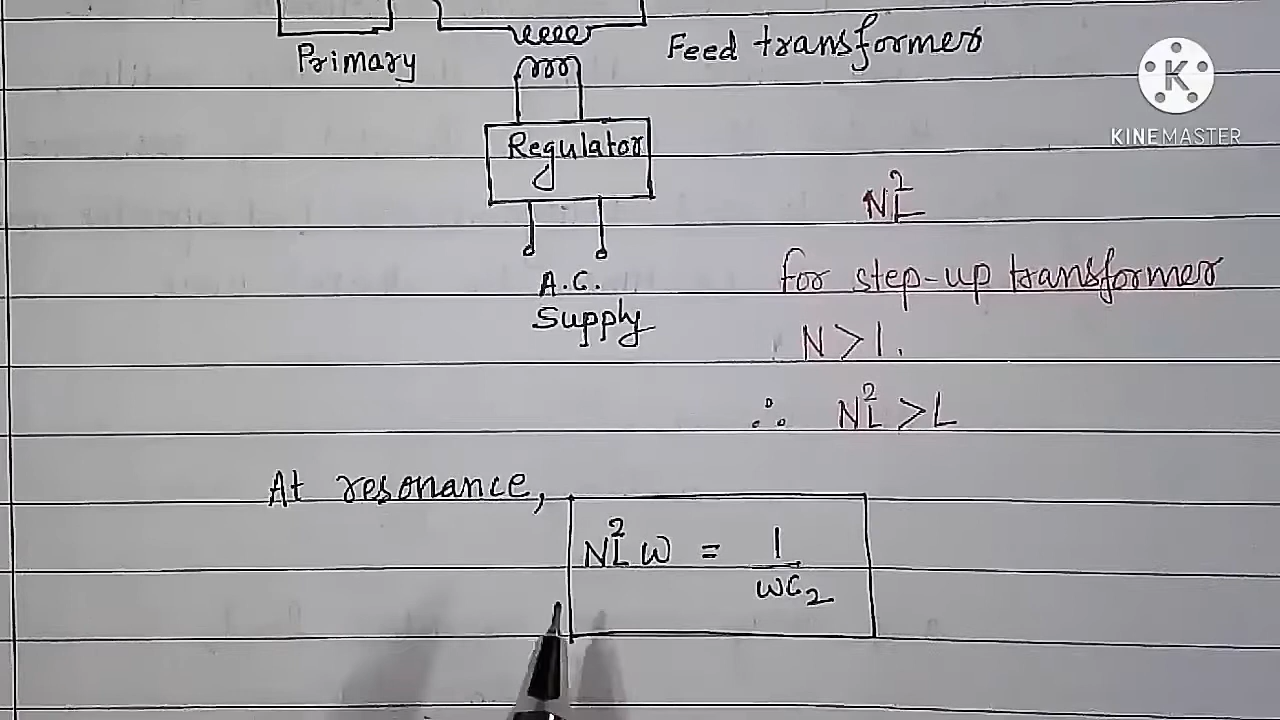 Primary
Feed transformer
Regulator
A.C.
Supply
KINEMASTER
N²L
for step-up transformer
N > 1.
∴ N²L > L
At resonance,
N²Lω = 1/ωC₂